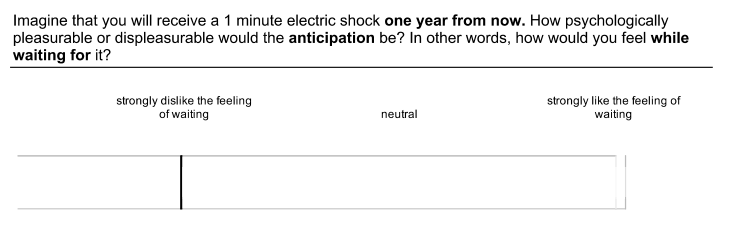 Imagine that you will receive a 1 minute electric shock one year from now. How psychologically
pleasurable or displeasurable would the anticipation be? In other words, how would you feel while
waiting for it?
strongly dislike the feeling
of waiting
neutral
strongly like the feeling of
waiting